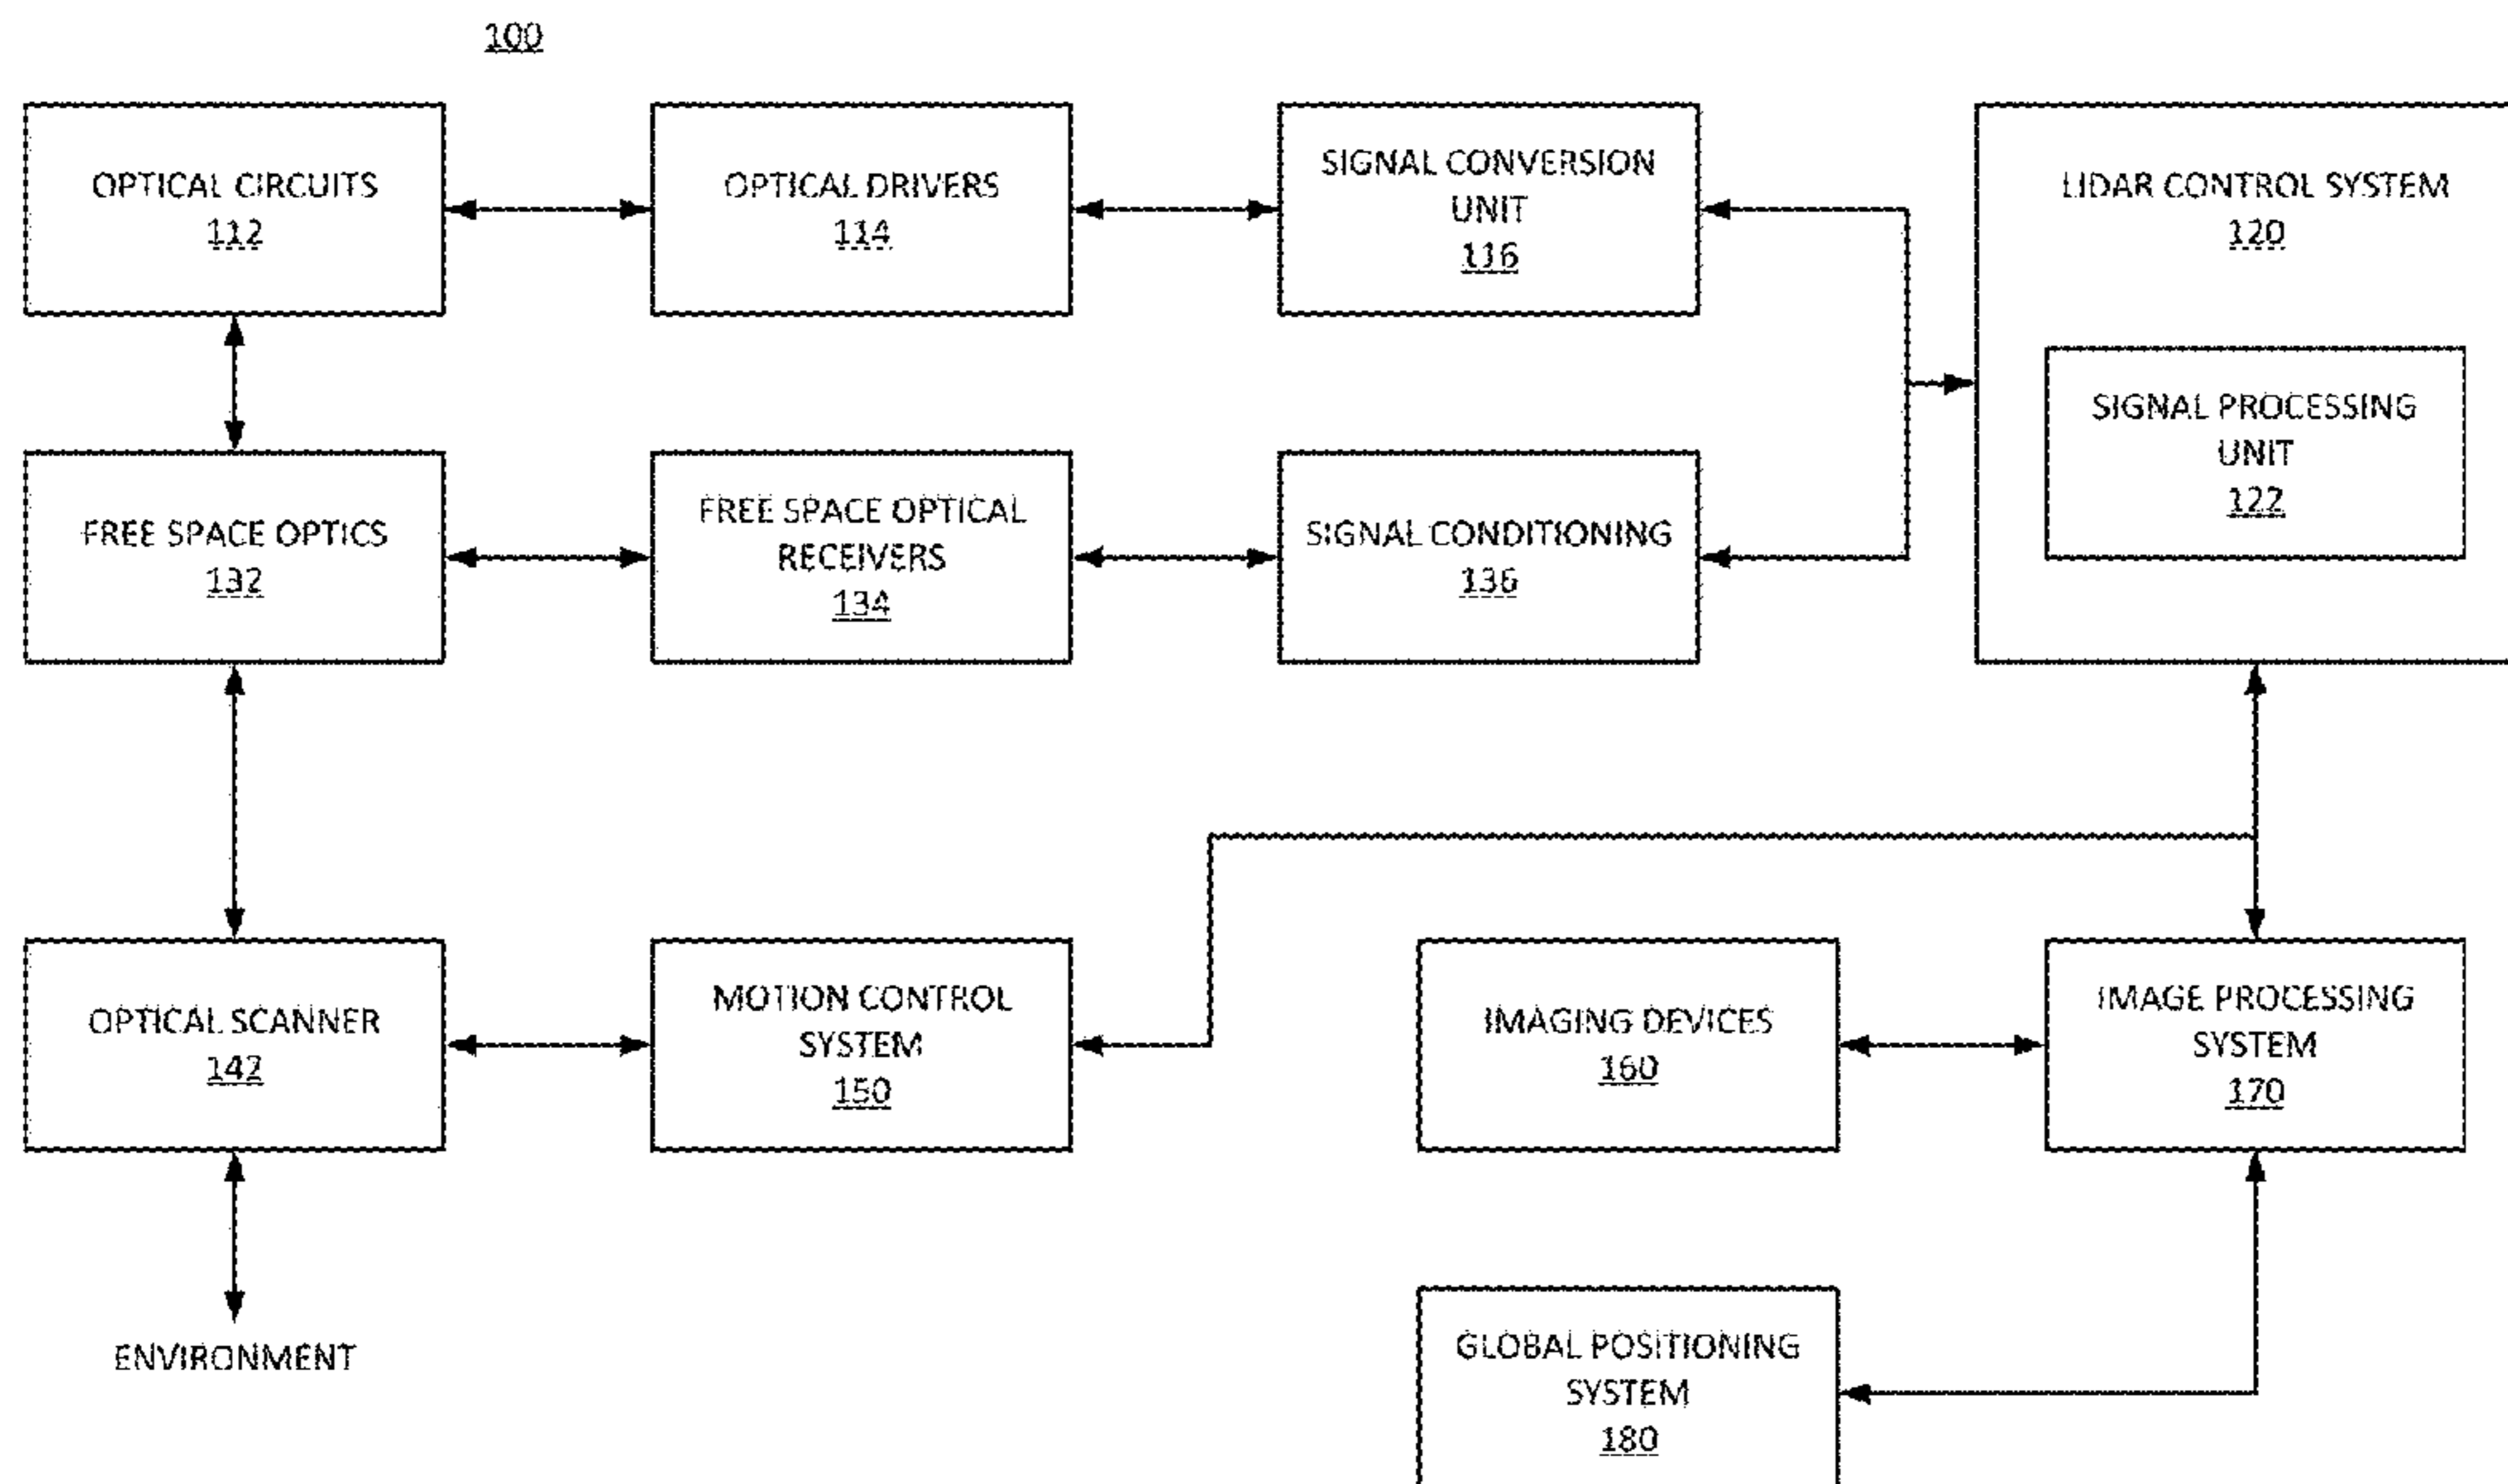 100
OPTICAL CIRCUITS
112
OPTICAL DRIVERS
114
SIGNAL CONVERSION
UNIT
116
LIDAR CONTROL SYSTEM
120
SIGNAL PROCESSING
UNIT
122
FREE SPACE OPTICS
132
FREE SPACE OPTICAL
RECEIVERS
134
SIGNAL CONDITIONING
136
OPTICAL SCANNER
142
MOTION CONTROL
SYSTEM
150
IMAGING DEVICES
160
IMAGE PROCESSING
SYSTEM
170
ENVIRONMENT
GLOBAL POSITIONING
SYSTEM
180